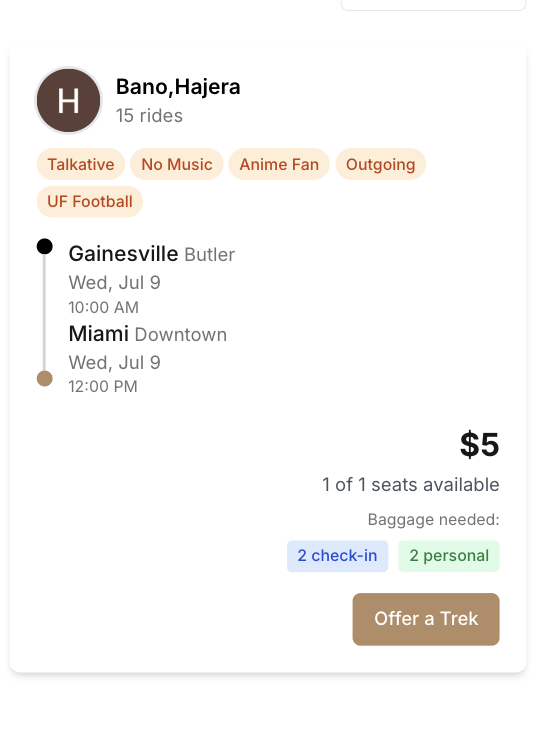 H
Bano,Hajera
15 rides
Talkative No Music Anime Fan Outgoing
UF Football
Gainesville Butler
Wed, Jul 9
10:00 AM
Miami Downtown
Wed, Jul 9
12:00 PM
$5
1 of 1 seats available
Baggage needed:
2 check-in 2 personal
Offer a Trek